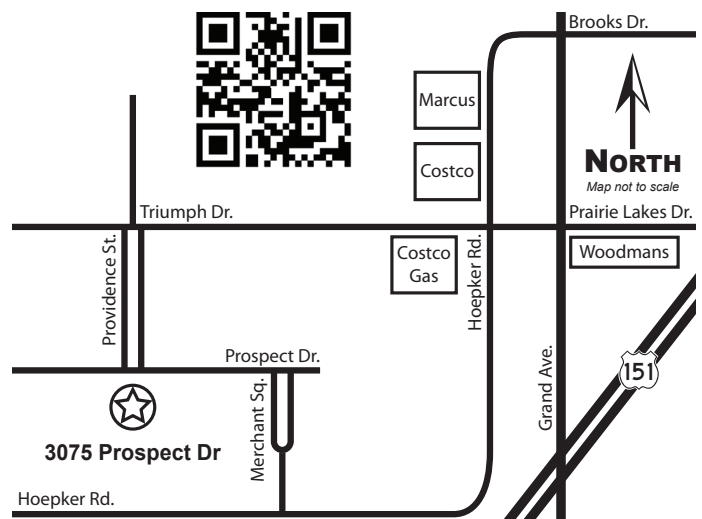 Brooks Dr.
Marcus
NORTH
Map not to scale
Costco
Triumph Dr.
Prairie Lakes Dr.
Providence St.
Costco
Gas
Hoepker Rd.
Woodmans
Prospect Dr.
151
Grand Ave.
Merchant Sq.
3075 Prospect Dr
Hoepker Rd.